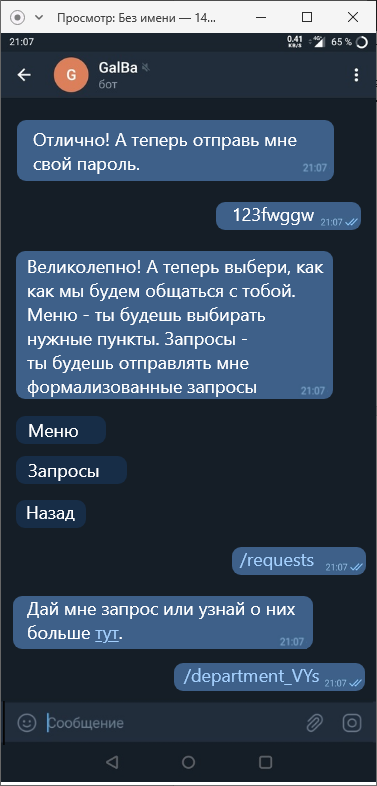 Просмотр: Без имени — 14...
21:07
0.41
KB/S
4G
65 %
G
GalBa
бот
Отлично! А теперь отправь мне
свой пароль.
21:07
123fwggw
21:07
Великолепно! А теперь выбери, как
как мы будем общаться с тобой.
Меню - ты будешь выбирать
нужные пункты. Запросы -
ты будешь отправлять мне
формализованные запросы
21:07
Меню
Запросы
Назад
/requests
21:07
Дай мне запрос или узнай о них
больше тут.
21:07
/department_VYs
21:07
Сообщение